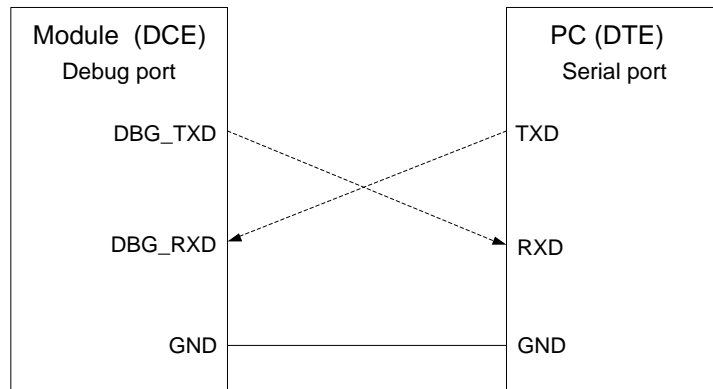 Module (DCE)
Debug port
DBG_TXD
DBG_RXD
GND
PC (DTE)
Serial port
TXD
RXD
GND